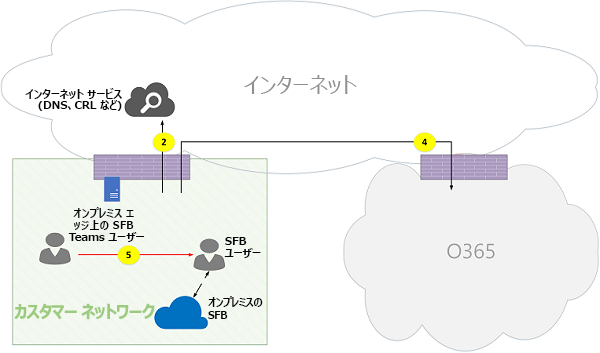 インターネット
インターネット サービス
(DNS、CRL など)
2
4
オンプレミス エ
ッジ上の SFB
Teams ユーザー
SFB
ユーザー
5
O365
オンプレミスの
SFB
カスタマー ネットワーク